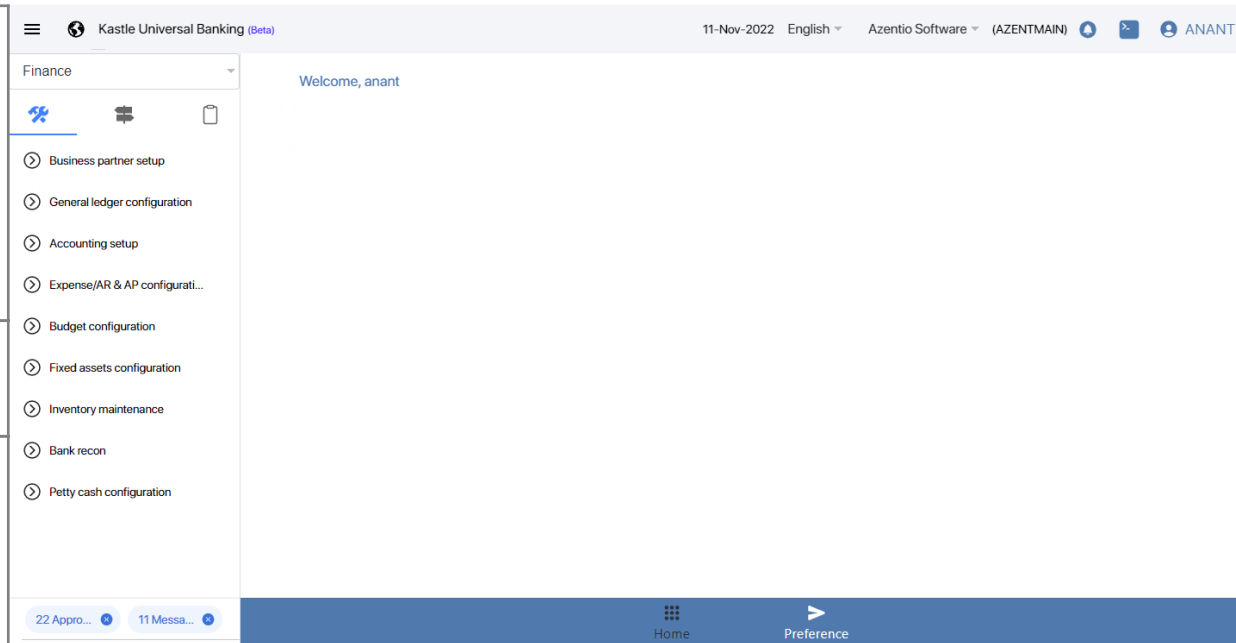 Kastle Universal Banking (Beta)
11-Nov-2022 English Azentio Software (AZENTMAIN) ANANT
Finance
Welcome, anant
Business partner setup
General ledger configuration
Accounting setup
Expense/AR & AP configurati...
Budget configuration
Fixed assets configuration
Inventory maintenance
Bank recon
Petty cash configuration
22 Appro... 11 Messa...
Home Preference